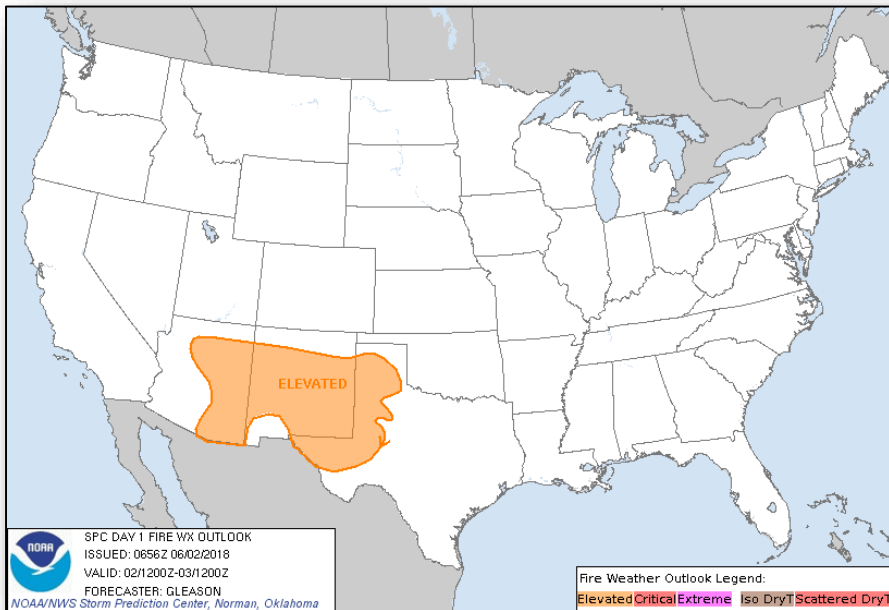 ELEVATED
NOAA
SPC DAY 1 FIRE WX OUTLOOK
ISSUED: 0656Z 06/02/2018
VALID: 02/1200Z-03/1200Z
FORECASTER: GLEASON
NOAA/NWS Storm Prediction Center, Norman, Oklahoma
Fire Weather Outlook Legend:
Elevated Critical Extreme Iso DryT Scattered DryT